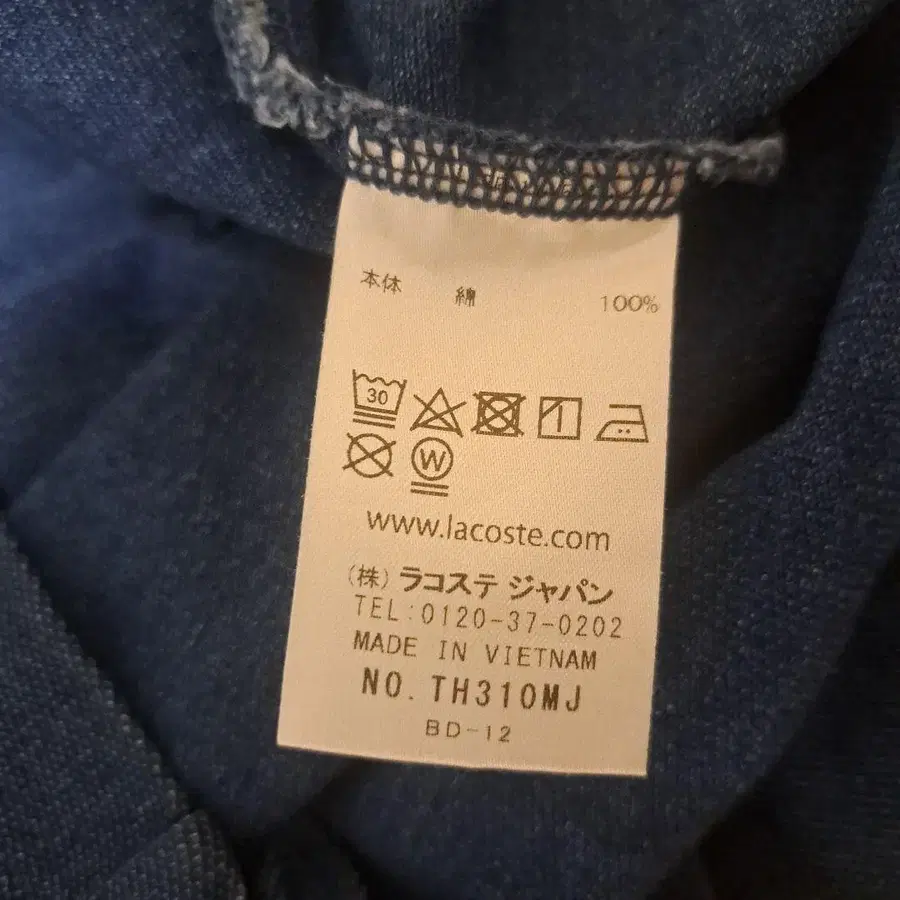 本体 綿 100%
30
W
www.lacoste.com
(株) ラコステ ジャパン
TEL:0120-37-0202
MADE IN VIETNAM
NO. TH310MJ
BD-12